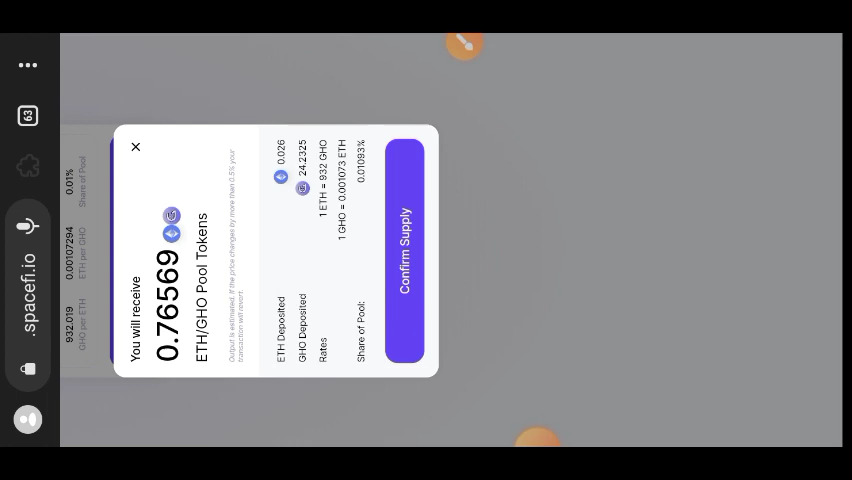 63
.spacefi.io
932.019
0.00107294
0.01%
GHO per ETH
ETH per GHO
Share of Pool
You will receive
0.76569
ETH/GHO Pool Tokens
Output is estimated. If the price changes by more than 0.5% your
transaction will revert.
ETH Deposited
0.026
GHO Deposited
24.2325
Rates
1 ETH = 932 GHO
1 GHO = 0.001073 ETH
Share of Pool:
0.01093%
Confirm Supply